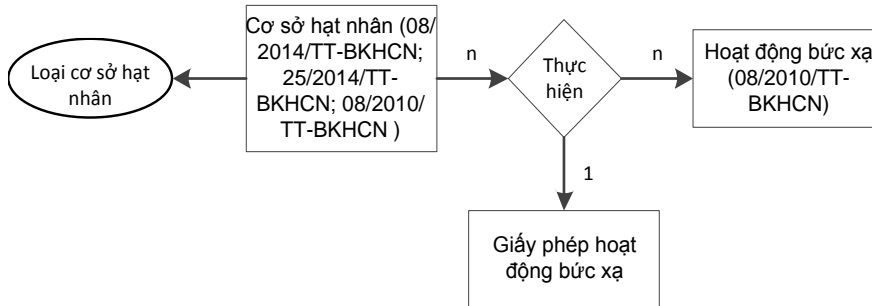 Loại cơ sở hạt
nhân
Cơ sở hạt nhân (08/
2014/TT-BKHCN;
25/2014/TT-
BKHCN; 08/2010/
TT-BKHCN )
n
Thực
hiện
n
Hoạt động bức xạ
(08/2010/TT-
BKHCN)
1
Giấy phép hoạt
động bức xạ